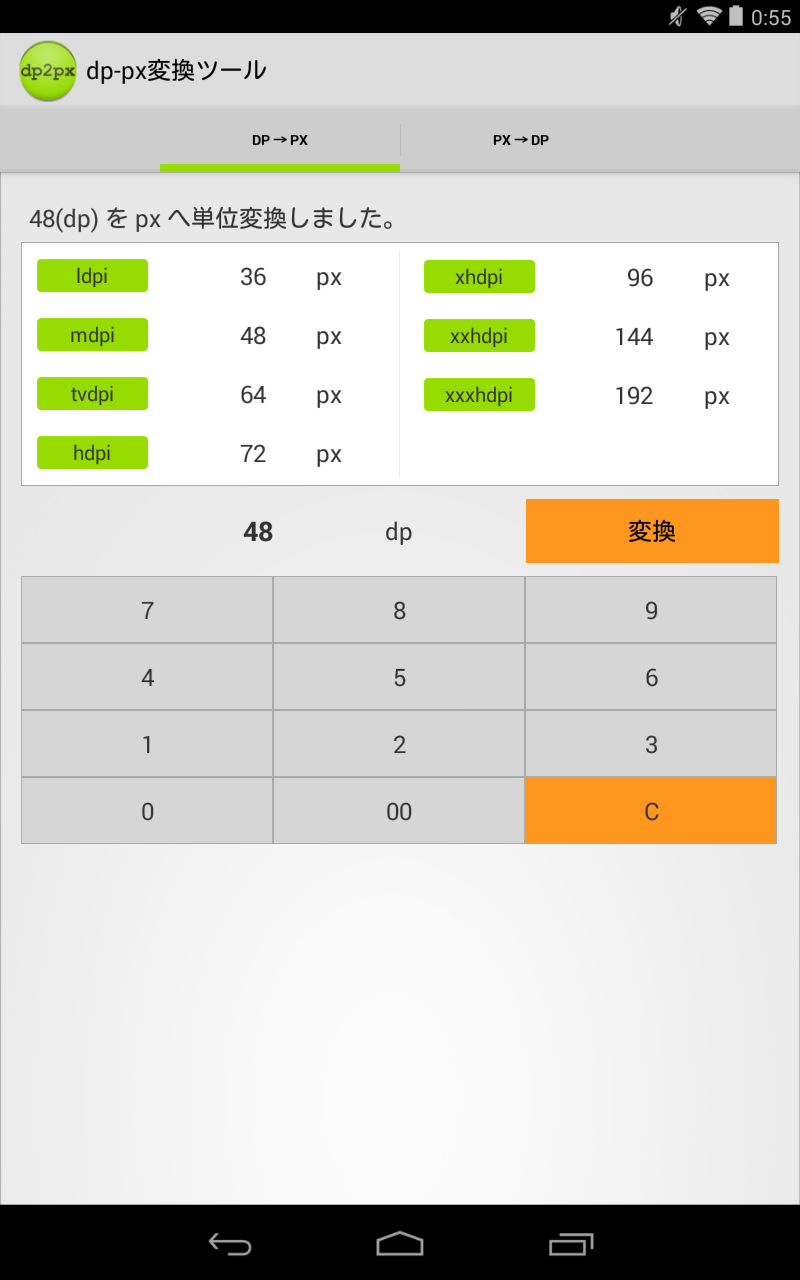 0:55
dp2px dp-px変換ツール
DP→PX PX→DP
48(dp) を px へ単位変換しました。
ldpi 36 px xhdpi 96 px
mdpi 48 px xxhdpi 144 px
tvdpi 64 px xxxhdpi 192 px
hdpi 72 px
48 dp 変換
7 8 9
4 5 6
1 2 3
0 00 C